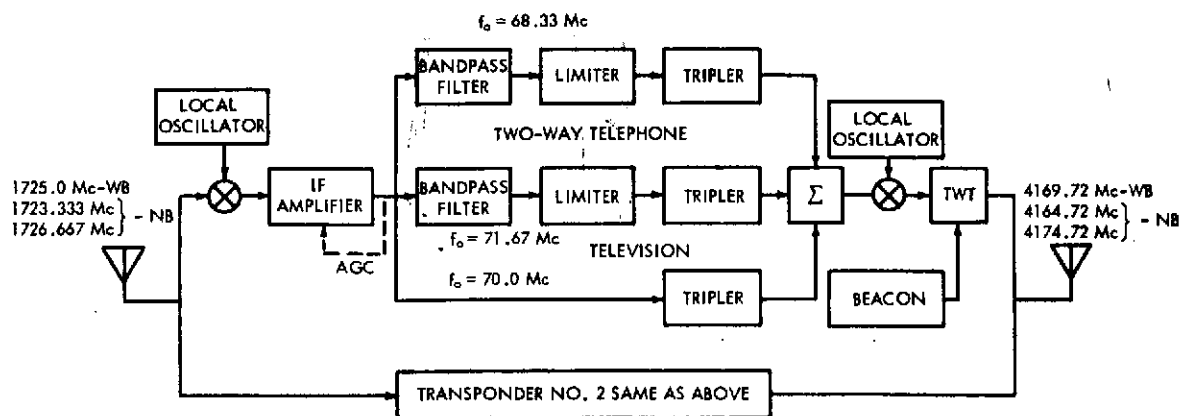 f₀ = 68.33 Mc
BANDPASS
FILTER
LIMITER
TRIPLER
LOCAL
OSCILLATOR
TWO-WAY TELEPHONE
LOCAL
OSCILLATOR
1725.0 Mc-WB
1723.333 Mc } - NB
1726.667 Mc
IF
AMPLIFIER
BANDPASS
FILTER
LIMITER
TRIPLER
Σ
TWT
4169.72 Mc-WB
4164.72 Mc } - NB
4174.72 Mc
AGC
f₀ = 71.67 Mc
TELEVISION
f₀ = 70.0 Mc
TRIPLER
BEACON
TRANSPONDER NO. 2 SAME AS ABOVE